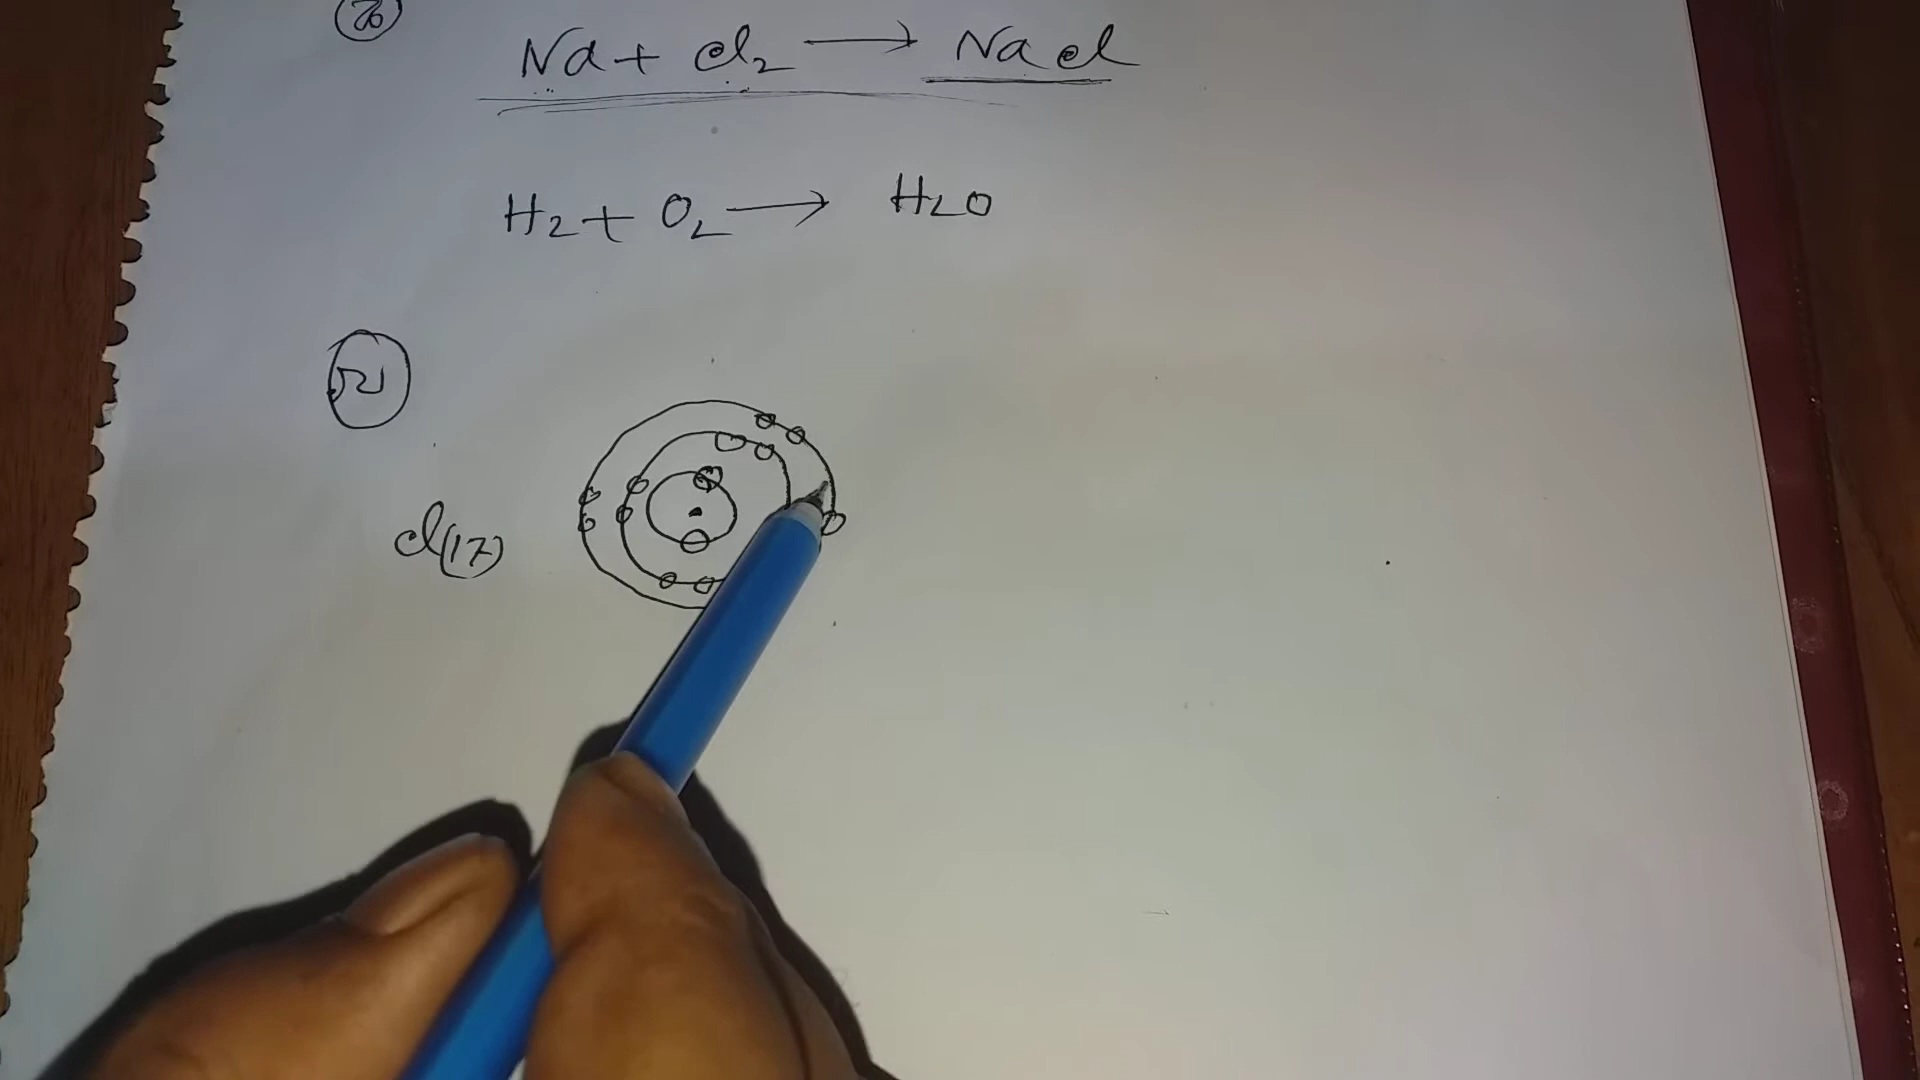 Na + Cl₂ → NaCl
H₂ + O₂ → H₂O
Cl(17)